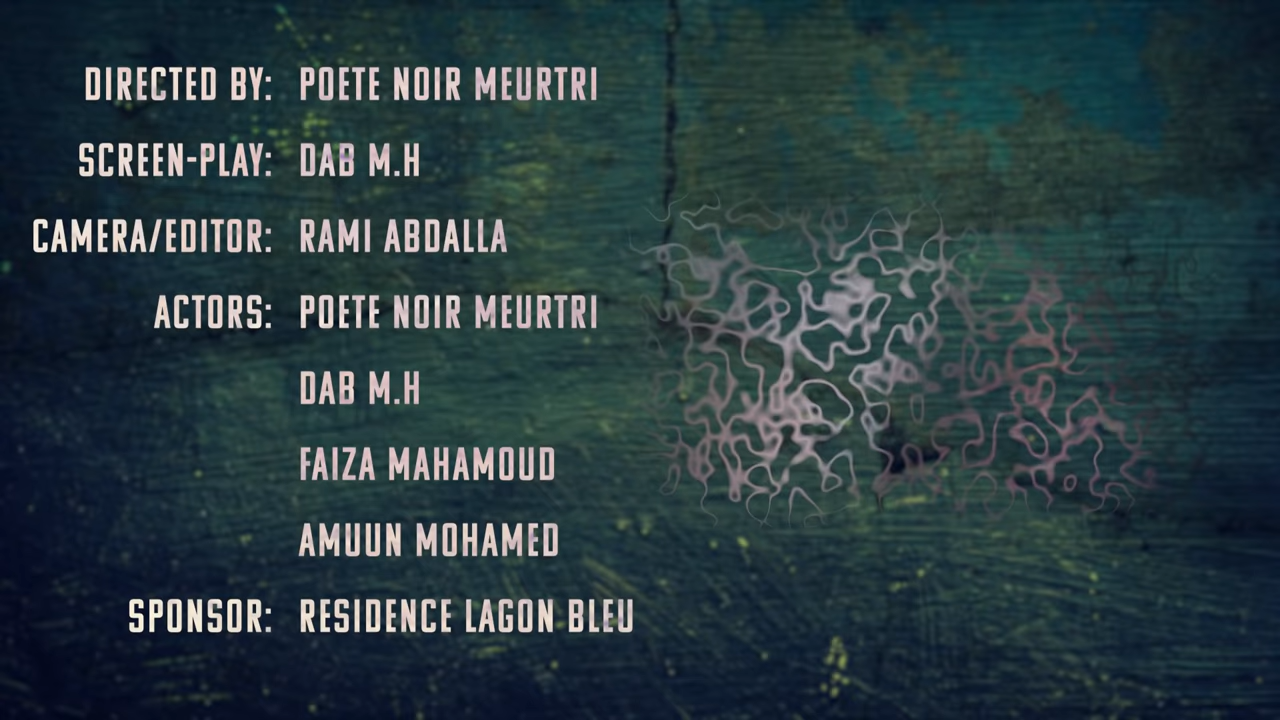 DIRECTED BY: POETE NOIR MEURTRI
SCREEN-PLAY: DAB M.H
CAMERA/EDITOR: RAMI ABDALLA
ACTORS: POETE NOIR MEURTRI
DAB M.H
FAIZA MAHAMOUD
AMUUN MOHAMED
SPONSOR: RESIDENCE LAGON BLEU